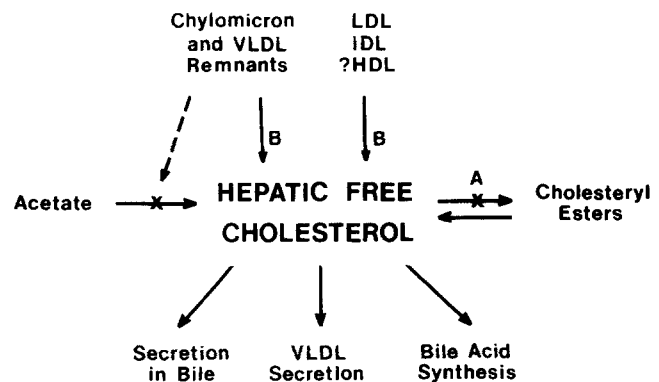 Chylomicron
and VLDL
Remnants
LDL
IDL
?HDL
B
B
Acetate
x
HEPATIC FREE
CHOLESTEROL
A
x
Cholesteryl
Esters
Secretion
in Bile
VLDL
Secretion
Bile Acid
Synthesis